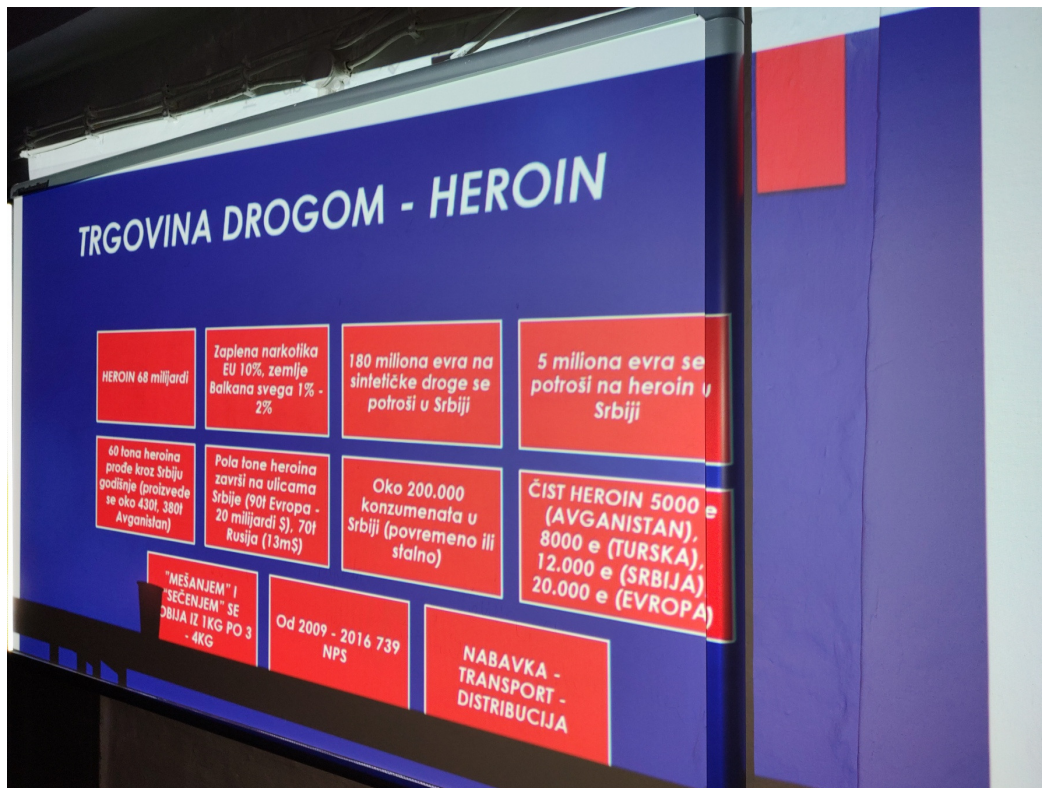 TRGOVINA DROGOM - HEROIN
HEROIN 68 milijardi
Zaplena narkotika
EU 10%, zemlje
Balkana svega 1% -
2%
180 miliona evra na
sintetičke droge se
potroši u Srbiji
5 miliona evra se
potroši na heroin u
Srbiji
60 tona heroina
prođe kroz Srbiju
godišnje (proizvede
se oko 430t, 380t
Avganistan)
Pola tone heroina
završi na ulicama
Srbije (90t Evropa -
20 milijardi $), 70t
Rusija (13m$)
Oko 200.000
konzumenata u
Srbiji (povremeno ili
stalno)
ČIST HEROIN 5000 e
(AVGANISTAN),
8000 e (TURSKA),
12.000 e (SRBIJA)
20.000 e (EVROPA)
"MEŠANJEM" I
"SEČENJEM" SE
OBIJA IZ 1KG PO 3
- 4KG
Od 2009 - 2016 739
NPS
NABAVKA -
TRANSPORT -
DISTRIBUCIJA